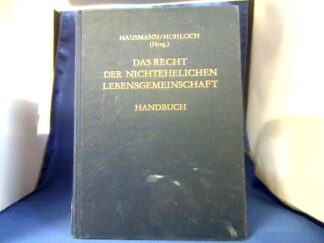 HAUSMANN/HOHLOCH
(Hrsg.)
DAS RECHT
DER NICHTEHELICHEN
LEBENSGEMEINSCHAFT
HANDBUCH